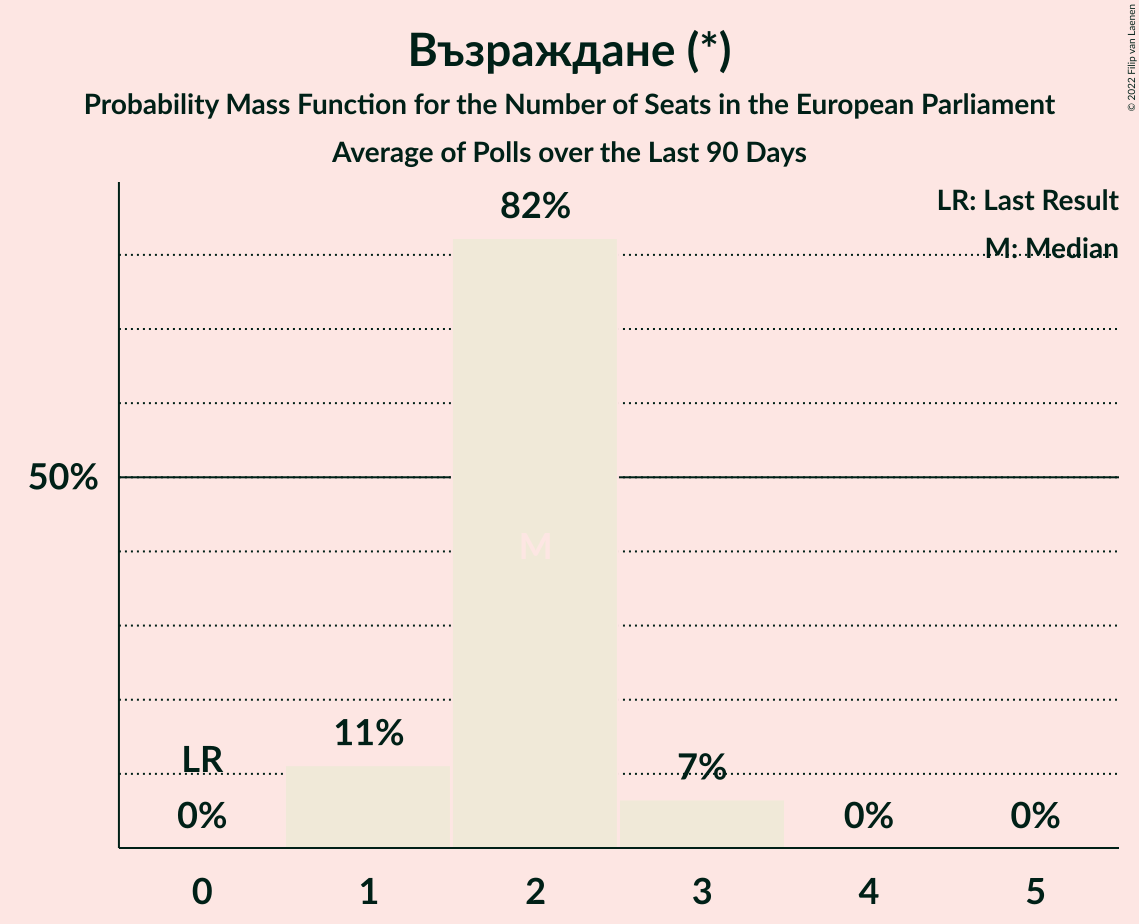 Възраждане (*)
Probability Mass Function for the Number of Seats in the European Parliament
Average of Polls over the Last 90 Days
© 2022 Filip van Laenen
LR: Last Result
M: Median
82%
50%
M
11%
LR
7%
0%
0%
0%
0 1 2 3 4 5